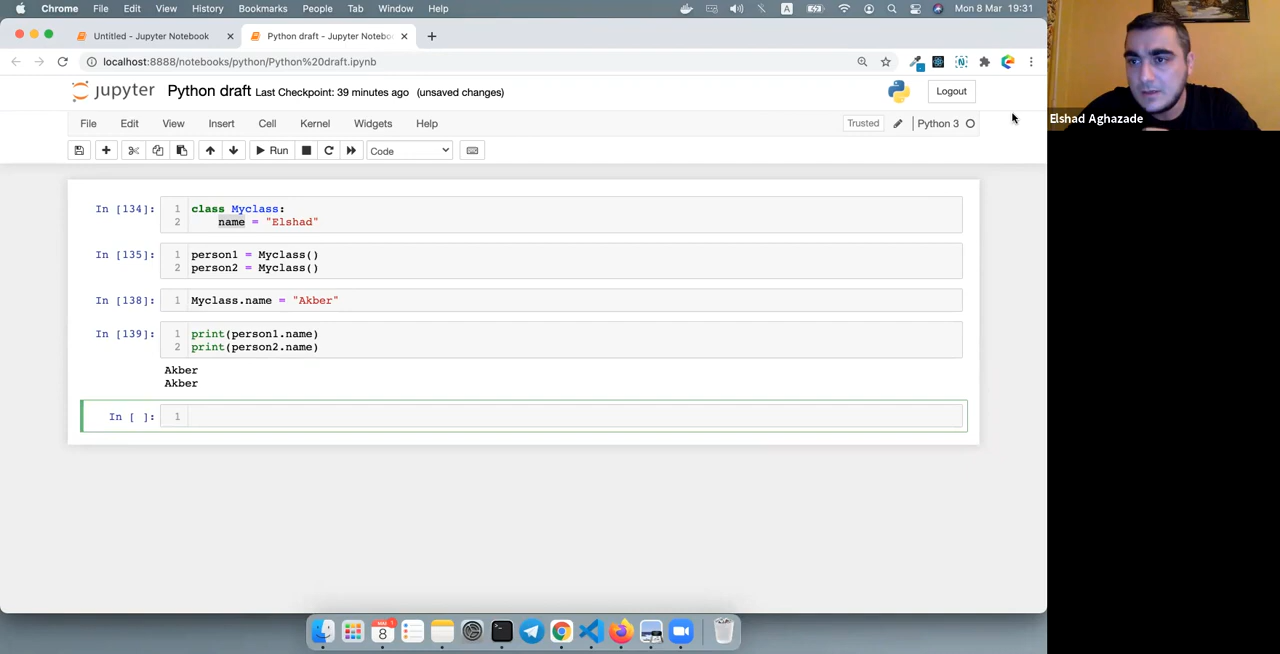 Chrome File Edit View History Bookmarks People Tab Window Help
A
Mon 8 Mar 19:31
Untitled - Jupyter Notebook
Python draft - Jupyter Noteboo
localhost:8888/notebooks/python/Python%20draft.ipynb
jupyter Python draft Last Checkpoint: 39 minutes ago (unsaved changes)
Logout
File Edit View Insert Cell Kernel Widgets Help
Trusted Python 3
Run
Code
Elshad Aghazade
In [134]: 1 class Myclass:
2 name = "Elshad"
In [135]: 1 person1 = Myclass()
2 person2 = Myclass()
In [138]: 1 Myclass.name = "Akber"
In [139]: 1 print(person1.name)
2 print(person2.name)
Akber
Akber
In [ ]: 1
8